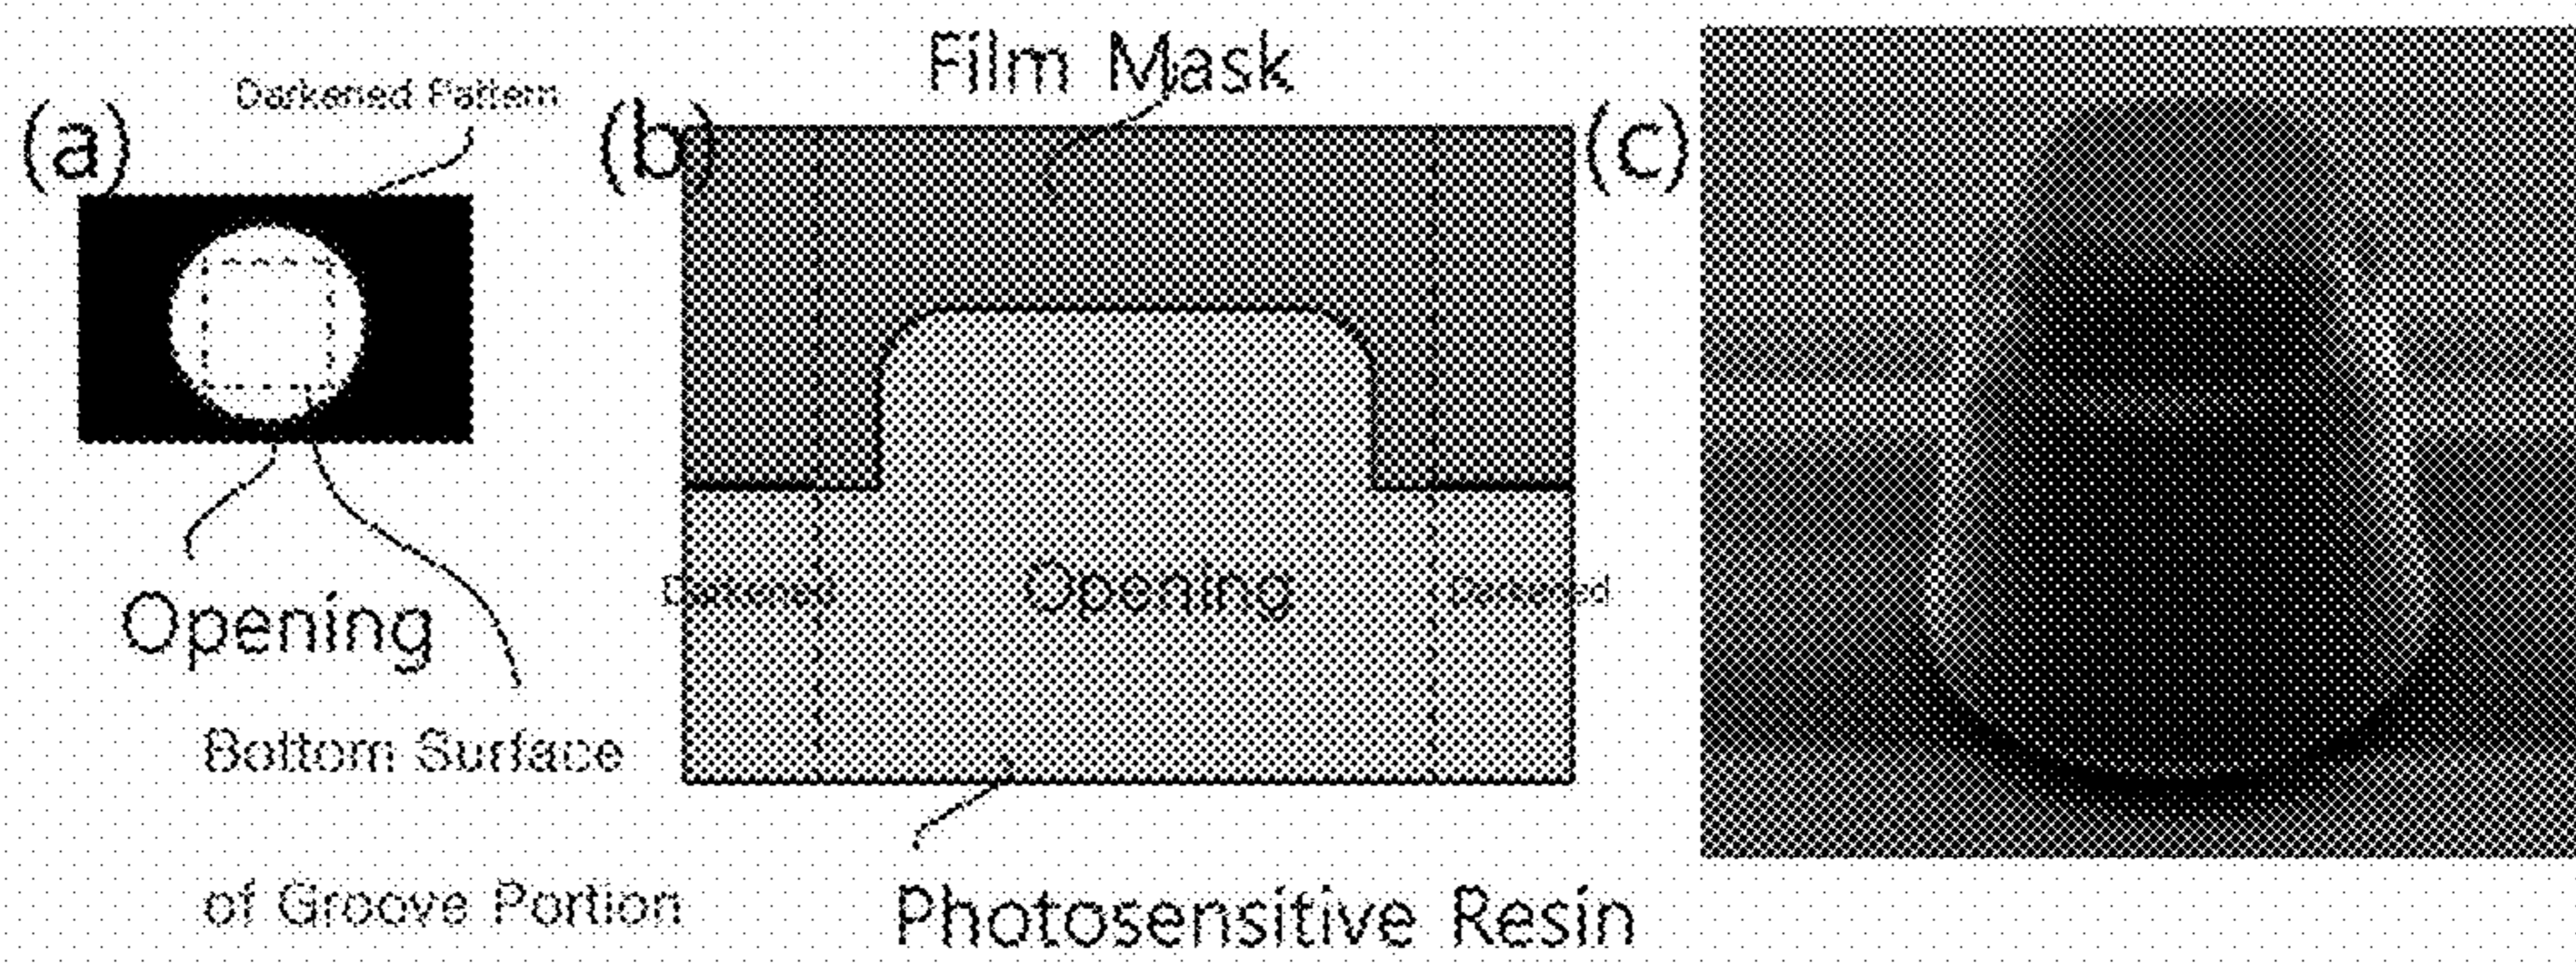 (a)
Darkened Pattern
Opening
Bottom Surface
of Groove Portion
(b)
Film Mask
Darkened
Opening
Darkened
Photosensitive Resin
(c)